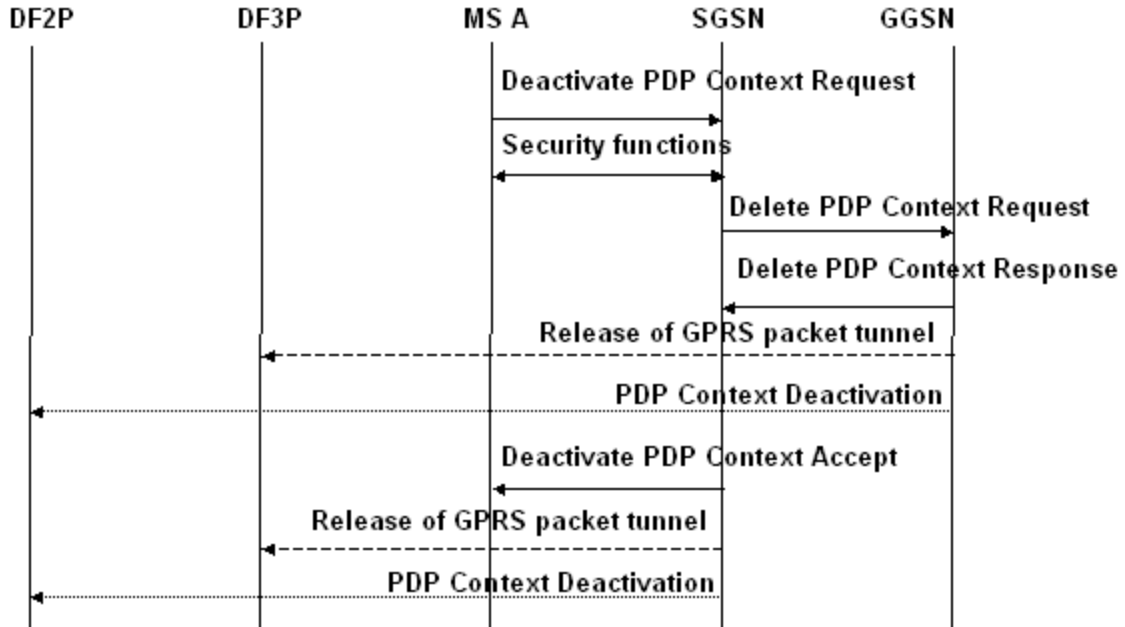 DF2P DF3P MS A SGSN GGSN
Deactivate PDP Context Request
Security functions
Delete PDP Context Request
Delete PDP Context Response
Release of GPRS packet tunnel
PDP Context Deactivation
Deactivate PDP Context Accept
Release of GPRS packet tunnel
PDP Context Deactivation